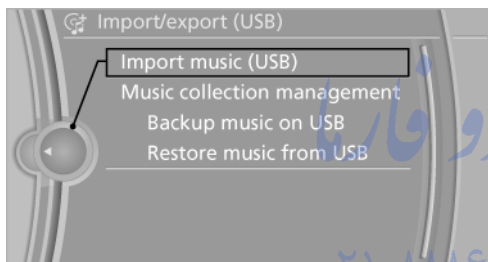 Import/export (USB)
Import music (USB)
Music collection management
Backup music on USB
Restore music from USB